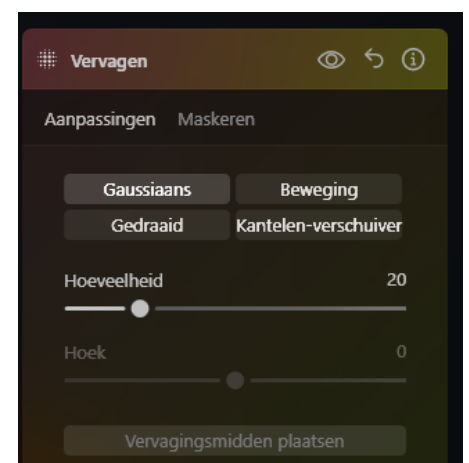 Vervagen
Aanpassingen Maskeren
Gaussiaans Beweging
Gedraaid Kantelen-verschuiver
Hoeveelheid 20
Hoek 0
Vervagingsmidden plaatsen